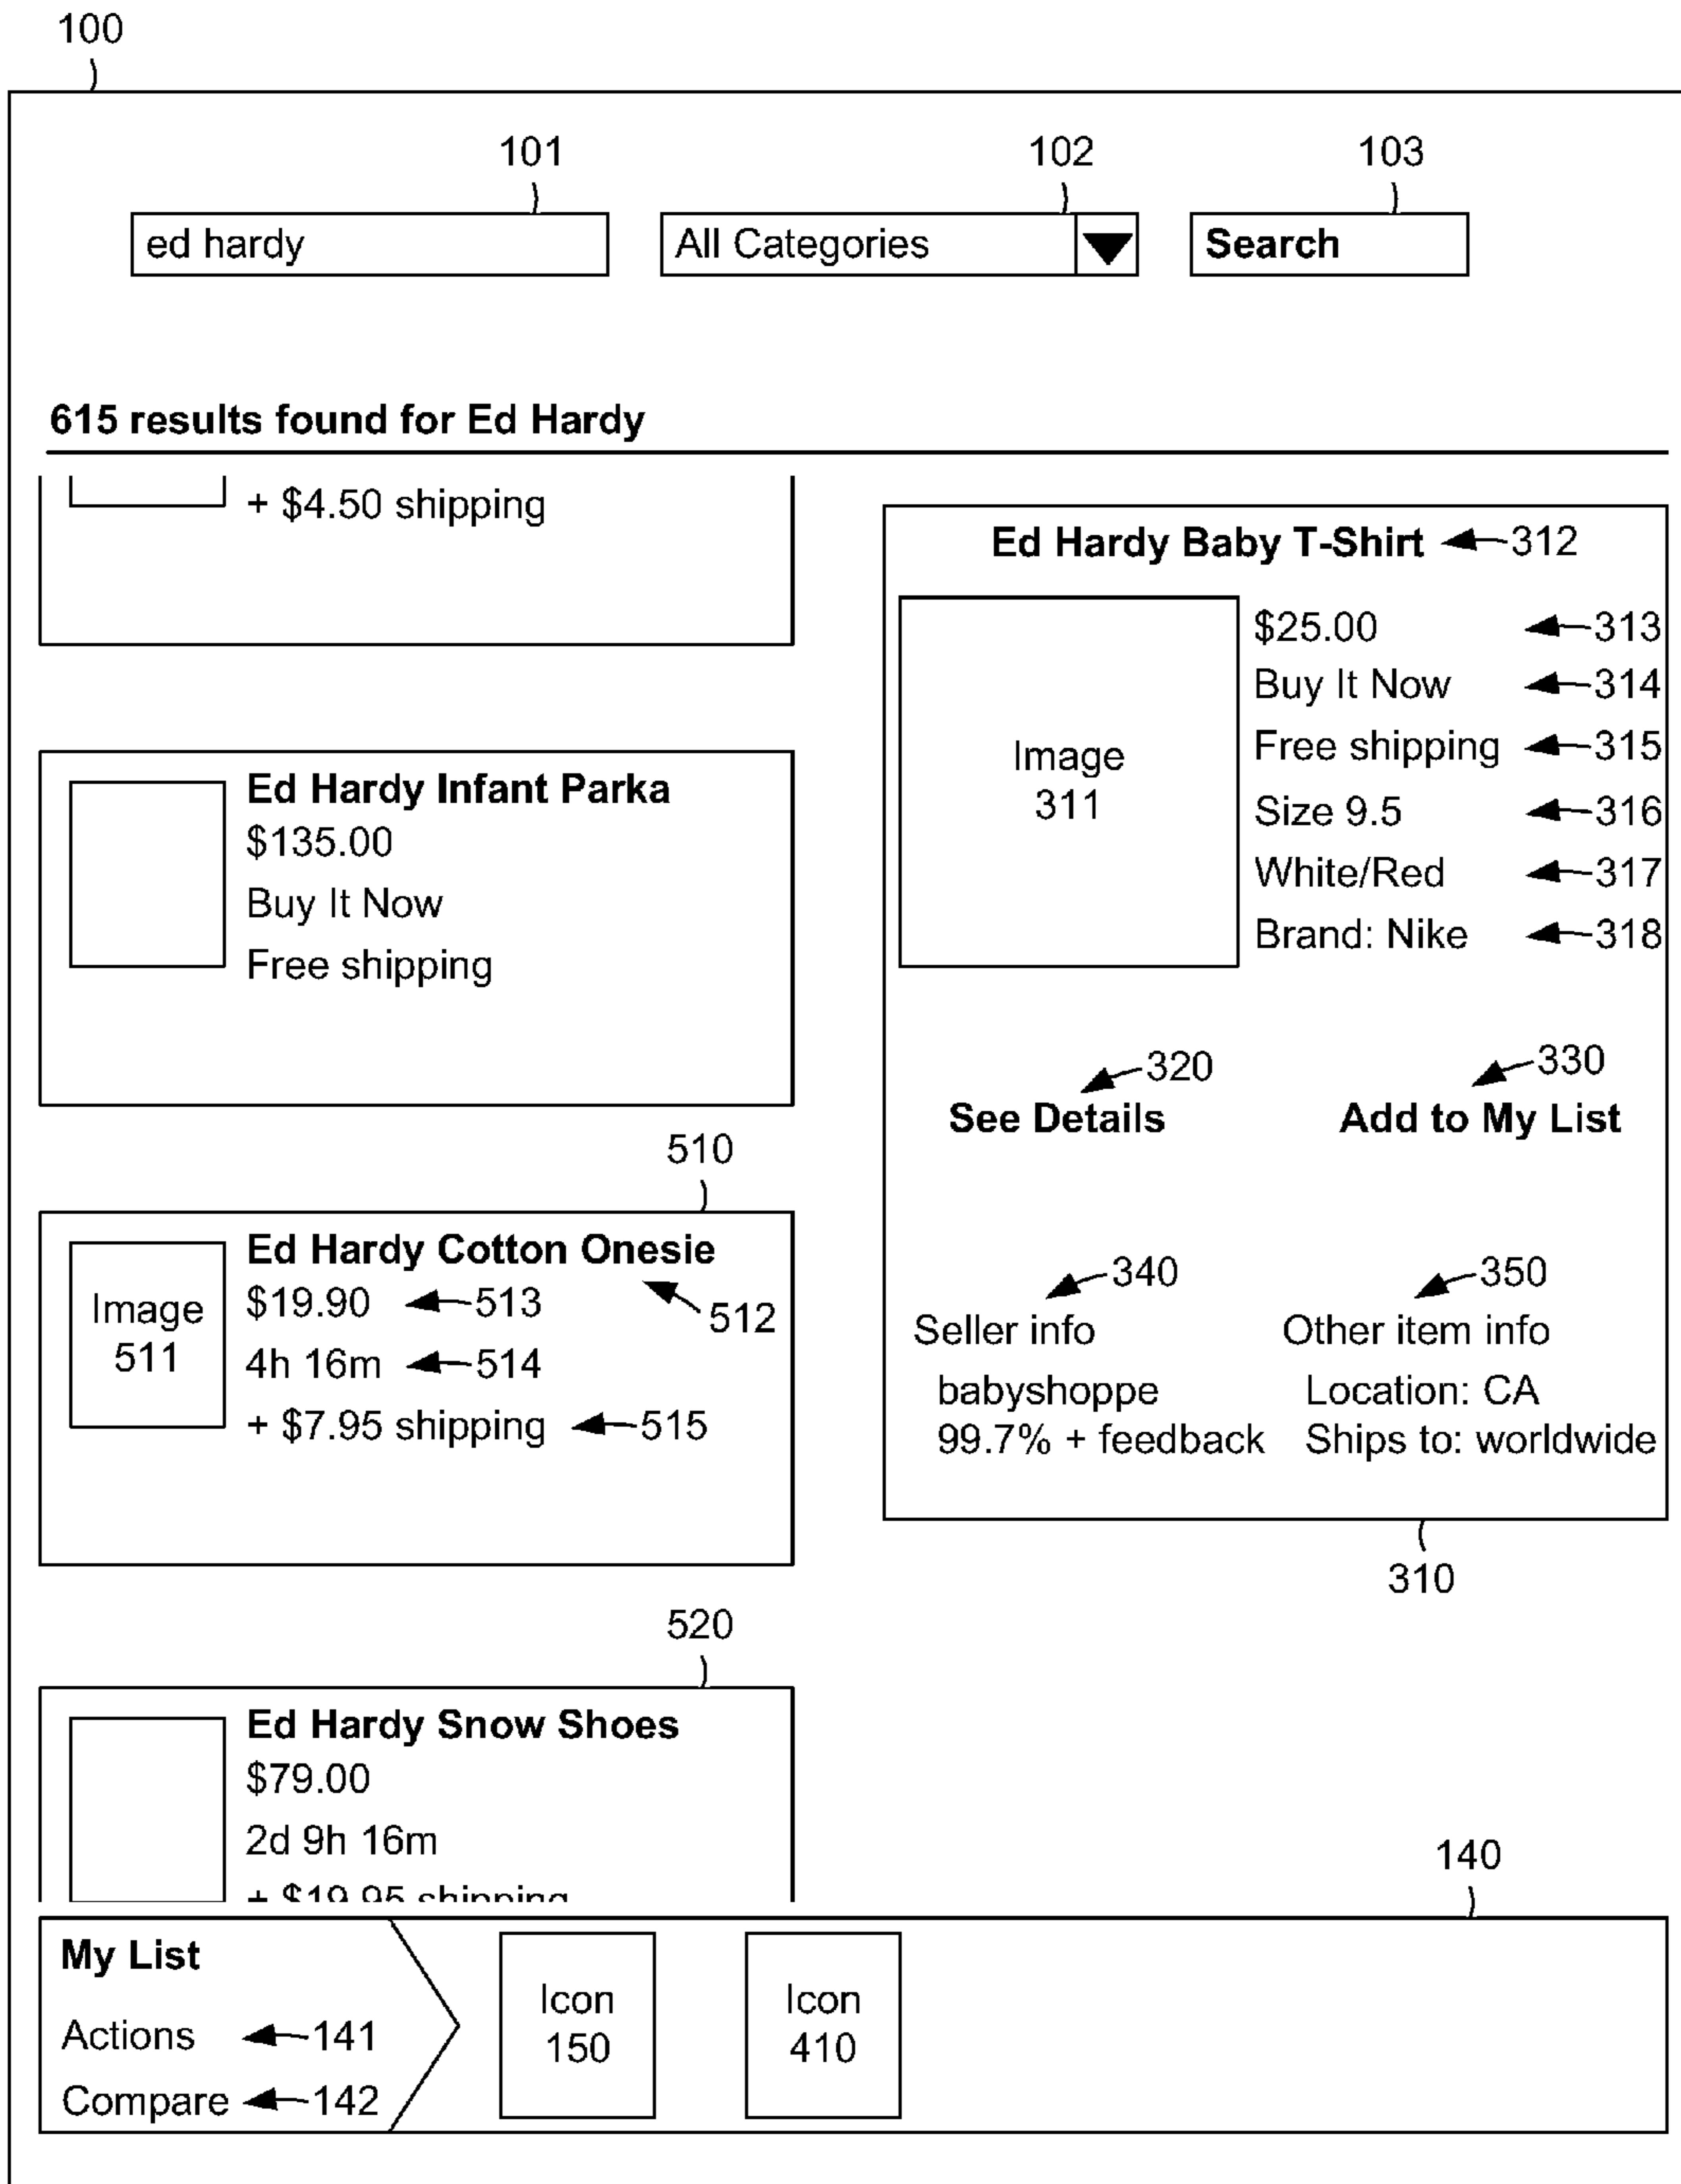 100
101
102
103
ed hardy
All Categories
Search
615 results found for Ed Hardy
+ $4.50 shipping
Ed Hardy Infant Parka
$135.00
Buy It Now
Free shipping
510
Ed Hardy Cotton Onesie
Image
511
$19.90
513
512
4h 16m
514
+ $7.95 shipping
515
520
Ed Hardy Snow Shoes
$79.00
2d 9h 16m
+ $19.95 shipping
Ed Hardy Baby T-Shirt
312
Image
311
$25.00
313
Buy It Now
314
Free shipping
315
Size 9.5
316
White/Red
317
Brand: Nike
318
320
See Details
330
Add to My List
340
Seller info
babyshoppe
99.7% + feedback
350
Other item info
Location: CA
Ships to: worldwide
310
140
My List
Actions
141
Compare
142
Icon
150
Icon
410